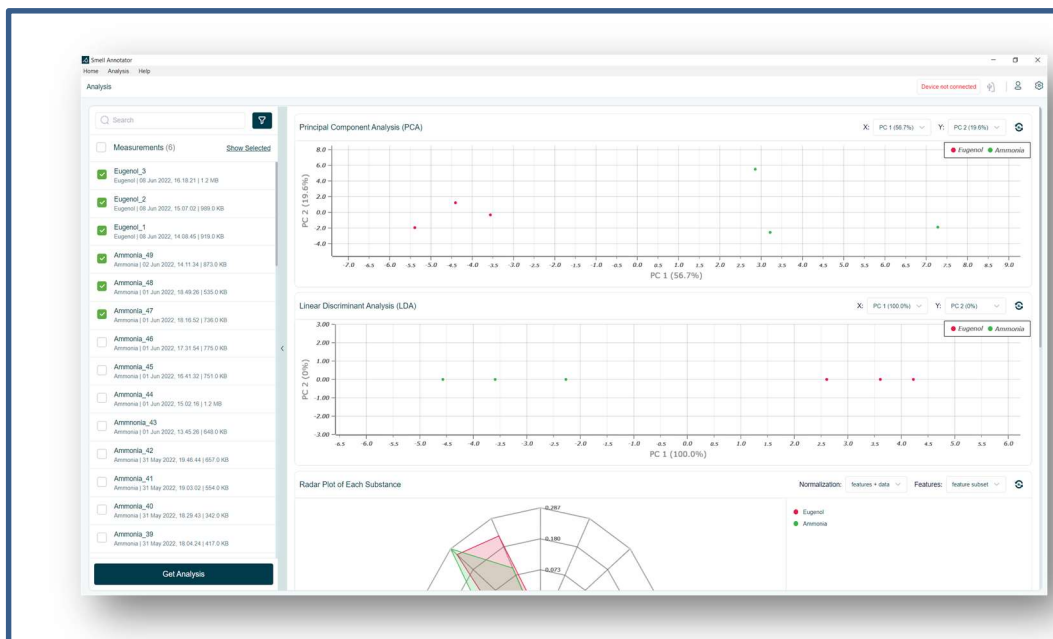 Smell Annotator
Home Analysis Help
Analysis
Device not connected
Search
Measurements (6) Show Selected
Eugenol_3
Eugenol | 08 Jun 2022, 16.19.21 | 1.2 MB
Eugenol_2
Eugenol | 08 Jun 2022, 15.07.02 | 989.0 KB
Eugenol_1
Eugenol | 08 Jun 2022, 14.08.45 | 919.0 KB
Ammonia_49
Ammonia | 02 Jun 2022, 14.11.34 | 873.0 KB
Ammonia_48
Ammonia | 01 Jun 2022, 18.49.26 | 535.0 KB
Ammonia_47
Ammonia | 01 Jun 2022, 18.16.52 | 736.0 KB
Ammonia_46
Ammonia | 01 Jun 2022, 17.31.54 | 775.0 KB
Ammonia_45
Ammonia | 01 Jun 2022, 16.41.32 | 751.0 KB
Ammonia_44
Ammonia | 01 Jun 2022, 15.02.16 | 1.2 MB
Ammnonia_43
Ammonia | 01 Jun 2022, 13.45.26 | 648.0 KB
Ammonia_42
Ammonia | 31 May 2022, 19.46.44 | 657.0 KB
Ammonia_41
Ammonia | 31 May 2022, 19.03.02 | 554.0 KB
Ammonia_40
Ammonia | 31 May 2022, 18.29.43 | 342.0 KB
Ammonia_39
Ammonia | 31 May 2022, 18.04.24 | 417.0 KB
Get Analysis
Principal Component Analysis (PCA) X: PC 1 (56.7%) Y: PC 2 (19.6%)
Eugenol Ammonia
8.0
6.0
4.0
2.0
0.0
-2.0
-4.0
PC 2 (19.6%)
-7.0 -6.5 -6.0 -5.5 -5.0 -4.5 -4.0 -3.5 -3.0 -2.5 -2.0 -1.5 -1.0 -0.5 0.0 0.5 1.0 1.5 2.0 2.5 3.0 3.5 4.0 4.5 5.0 5.5 6.0 6.5 7.0 7.5 8.0 8.5 9.0
PC 1 (56.7%)
Linear Discriminant Analysis (LDA) X: PC 1 (100.0%) Y: PC 2 (0%)
Eugenol Ammonia
3.00
2.00
1.00
0.00
-1.00
-2.00
-3.00
PC 2 (0%)
-6.5 -6.0 -5.5 -5.0 -4.5 -4.0 -3.5 -3.0 -2.5 -2.0 -1.5 -1.0 -0.5 0.0 0.5 1.0 1.5 2.0 2.5 3.0 3.5 4.0 4.5 5.0 5.5 6.0
PC 1 (100.0%)
Radar Plot of Each Substance Normalization: features + data Features: feature subset
0.287
0.180
0.073
Eugenol
Ammonia